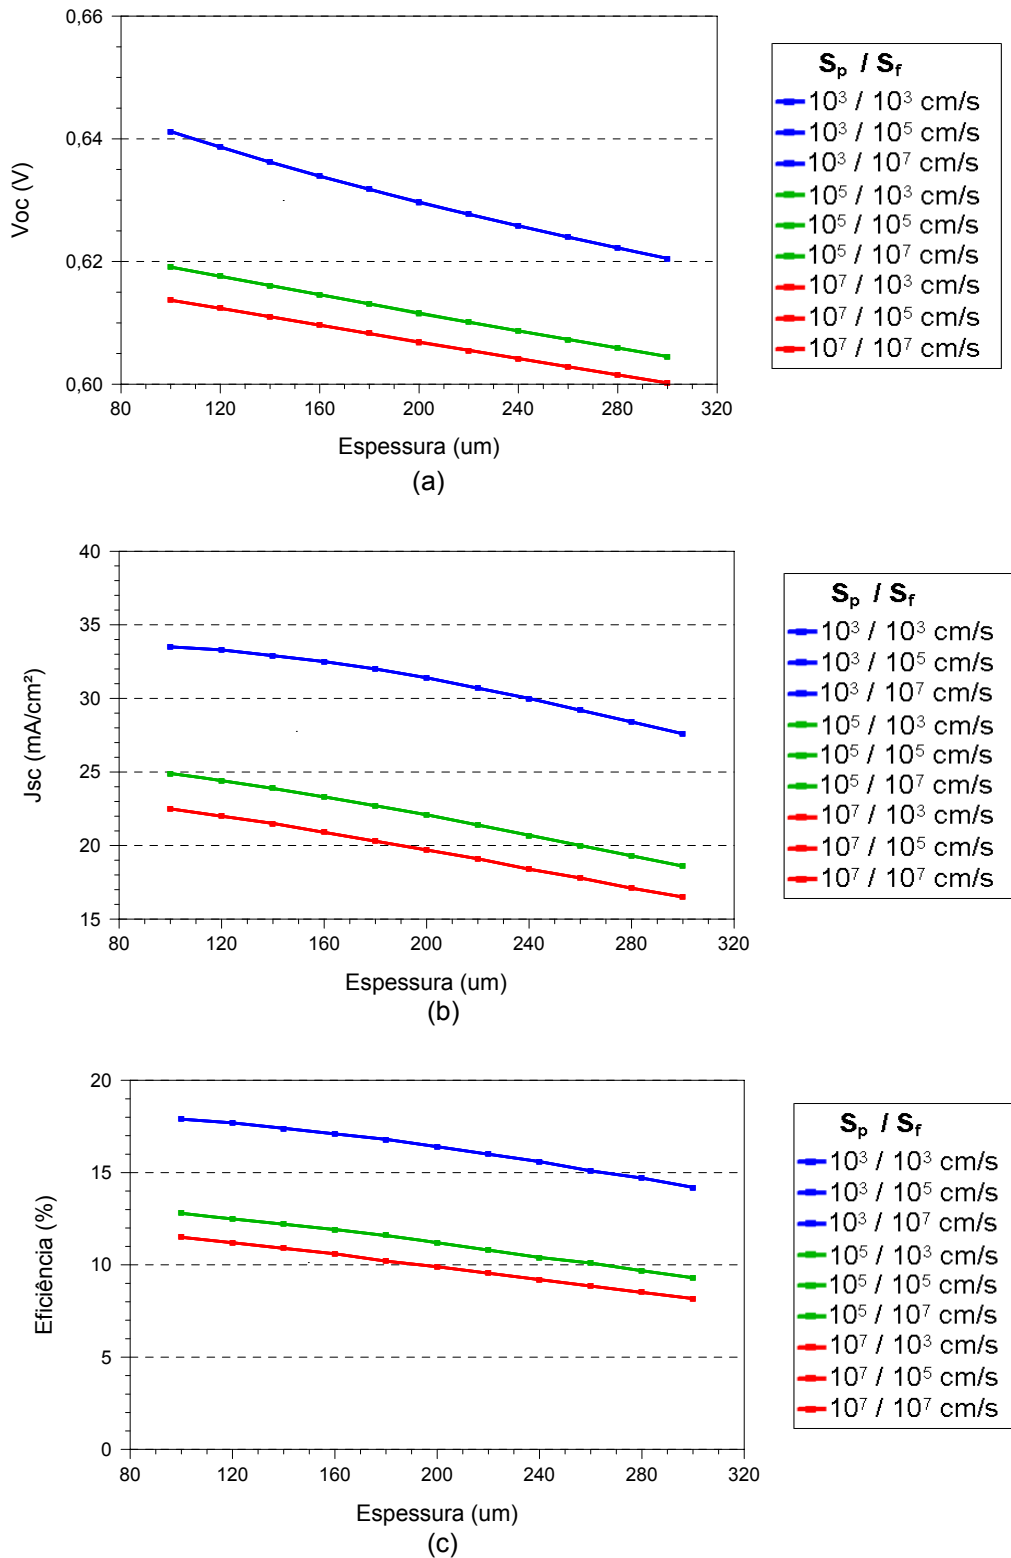 0,66
0,64
0,62
0,60
Voc (V)
80 120 160 200 240 280 320
Espessura (um)
(a)
Sₚ / S_f
10³ / 10³ cm/s
10³ / 10⁵ cm/s
10³ / 10⁷ cm/s
10⁵ / 10³ cm/s
10⁵ / 10⁵ cm/s
10⁵ / 10⁷ cm/s
10⁷ / 10³ cm/s
10⁷ / 10⁵ cm/s
10⁷ / 10⁷ cm/s
40
35
30
25
20
15
Jsc (mA/cm²)
80 120 160 200 240 280 320
Espessura (um)
(b)
Sₚ / S_f
10³ / 10³ cm/s
10³ / 10⁵ cm/s
10³ / 10⁷ cm/s
10⁵ / 10³ cm/s
10⁵ / 10⁵ cm/s
10⁵ / 10⁷ cm/s
10⁷ / 10³ cm/s
10⁷ / 10⁵ cm/s
10⁷ / 10⁷ cm/s
20
15
10
5
0
Eficiência (%)
80 120 160 200 240 280 320
Espessura (um)
(c)
Sₚ / S_f
10³ / 10³ cm/s
10³ / 10⁵ cm/s
10³ / 10⁷ cm/s
10⁵ / 10³ cm/s
10⁵ / 10⁵ cm/s
10⁵ / 10⁷ cm/s
10⁷ / 10³ cm/s
10⁷ / 10⁵ cm/s
10⁷ / 10⁷ cm/s